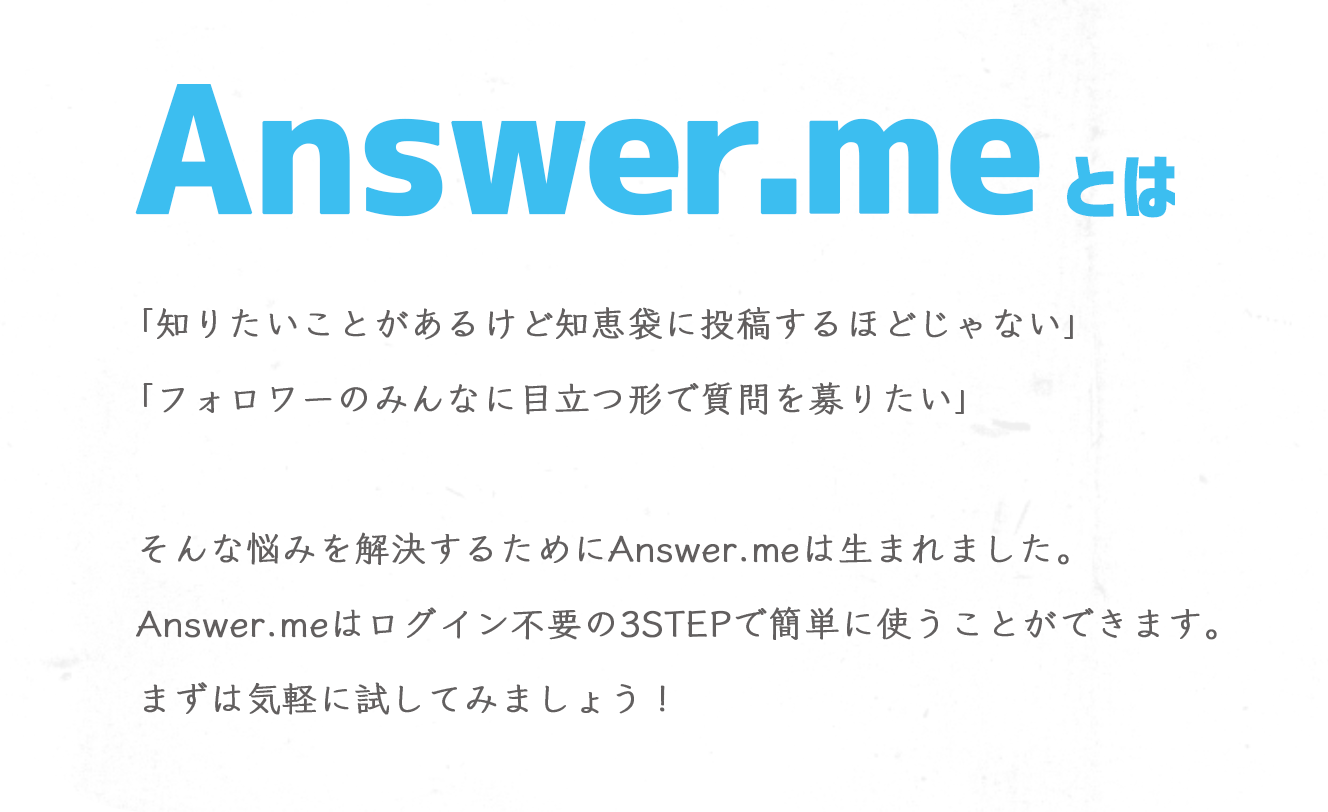 Answer.me とは
「知りたいことがあるけど知恵袋に投稿するほどじゃない」
「フォロワーのみんなに目立つ形で質問を募りたい」
そんな悩みを解決するためにAnswer.meは生まれました。
Answer.meはログイン不要の3STEPで簡単に使うことができます。
まずは気軽に試してみましょう！